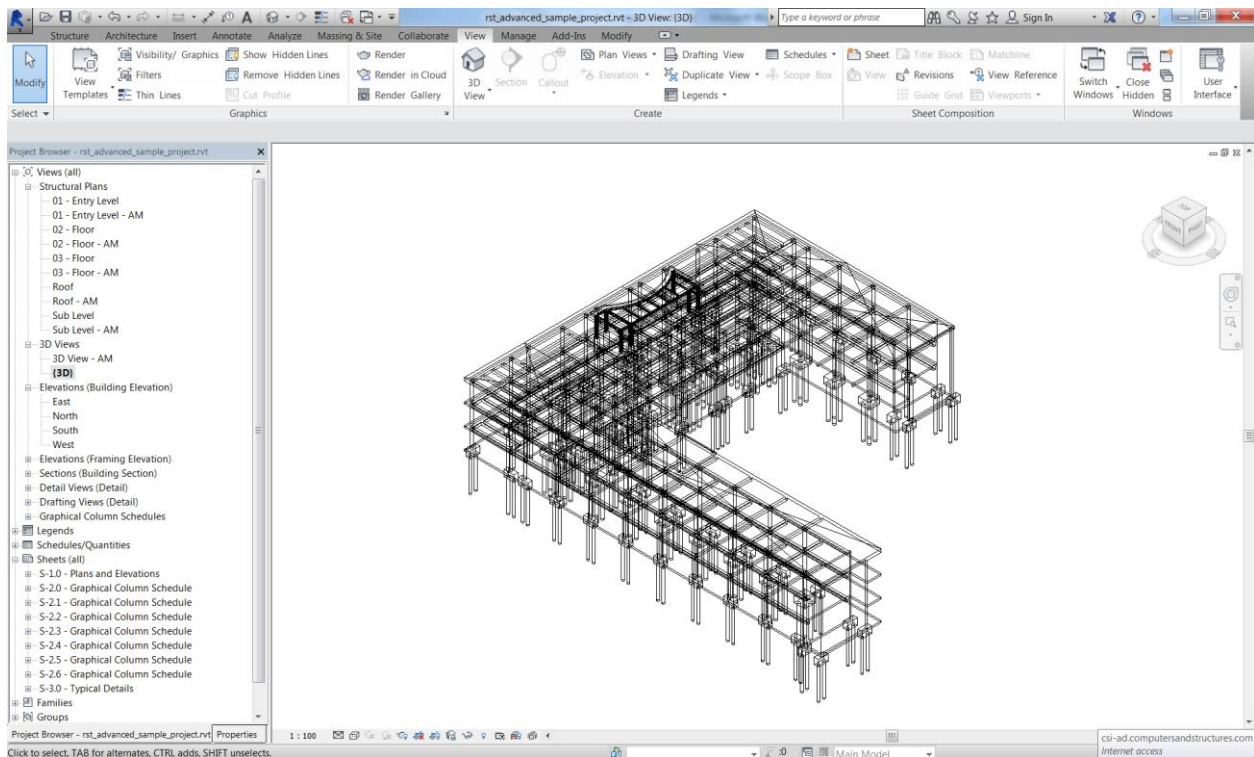 rst_advanced_sample_project.rvt - 3D View: {3D}
Type a keyword or phrase
Sign In
Structure Architecture Insert Annotate Analyze Massing & Site Collaborate View Manage Add-Ins Modify
Modify
View Templates
Visibility/ Graphics
Filters
Thin Lines
Show Hidden Lines
Remove Hidden Lines
Cut Profile
Render
Render in Cloud
Render Gallery
3D View
Section
Callout
Plan Views
Elevation
Drafting View
Duplicate View
Legends
Schedules
Scope Box
Sheet
View
Title Block
Revisions
Guide Grid
Matchline
View Reference
Viewports
Switch Windows
Close Hidden
User Interface
Select
Graphics
Create
Sheet Composition
Windows
Project Browser - rst_advanced_sample_project.rvt
Views (all)
Structural Plans
01 - Entry Level
01 - Entry Level - AM
02 - Floor
02 - Floor - AM
03 - Floor
03 - Floor - AM
Roof
Roof - AM
Sub Level
Sub Level - AM
3D Views
3D View - AM
{3D}
Elevations (Building Elevation)
East
North
South
West
Elevations (Framing Elevation)
Sections (Building Section)
Detail Views (Detail)
Drafting Views (Detail)
Graphical Column Schedules
Legends
Schedules/Quantities
Sheets (all)
S-1.0 - Plans and Elevations
S-2.0 - Graphical Column Schedule
S-2.1 - Graphical Column Schedule
S-2.2 - Graphical Column Schedule
S-2.3 - Graphical Column Schedule
S-2.4 - Graphical Column Schedule
S-2.5 - Graphical Column Schedule
S-2.6 - Graphical Column Schedule
S-3.0 - Typical Details
Families
Groups
TOP
FRONT
RIGHT
Project Browser - rst_advanced_sample_project.rvt
Properties
1 : 100
Click to select, TAB for alternates, CTRL adds, SHIFT unselects.
:0
Main Model
csi-ad.computersandstructures.com
Internet access